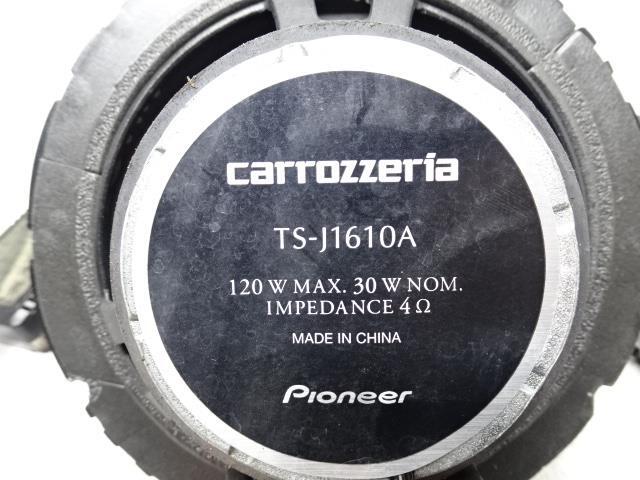 carrozzeria
TS-J1610A
120 W MAX. 30 W NOM.
IMPEDANCE 4 Ω
MADE IN CHINA
Pioneer